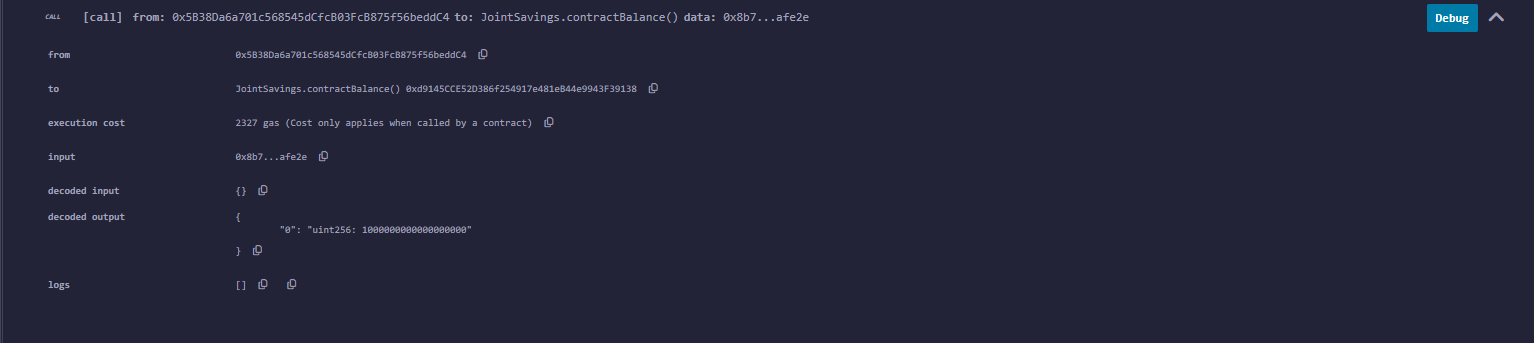 CALL [call] from: 0x5B38Da6a701c568545dCfcB03FcB875f56beddC4 to: JointSavings.contractBalance() data: 0x8b7...afe2e Debug
from 0x5B38Da6a701c568545dCfcB03FcB875f56beddC4
to JointSavings.contractBalance() 0xd9145CCE52D386f254917e481eB44e9943F39138
execution cost 2327 gas (Cost only applies when called by a contract)
input 0x8b7...afe2e
decoded input {}
decoded output {
"0": "uint256: 1000000000000000000"
}
logs []